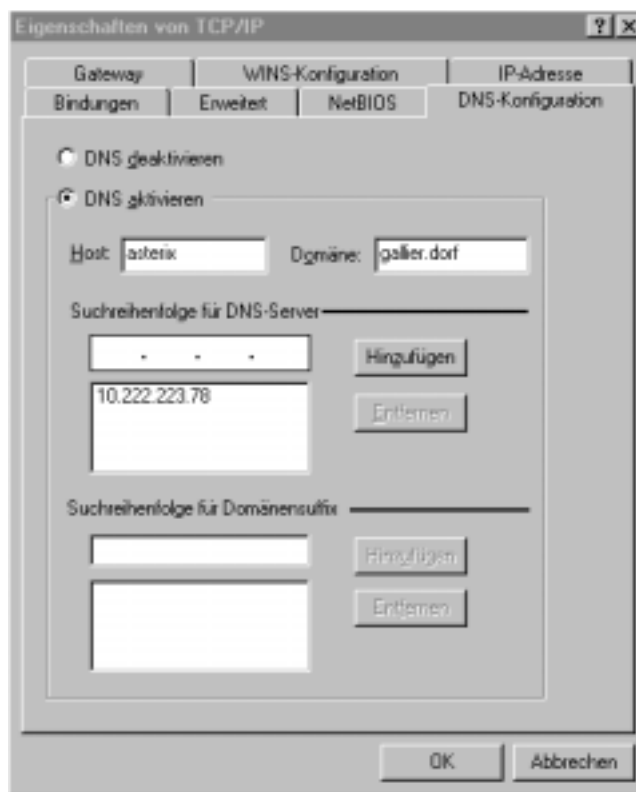 Eigenschaften von TCP/IP
Gateway WINS-Konfiguration IP-Adresse
Bindungen Erweitert NetBIOS DNS-Konfiguration
DNS deaktivieren
DNS aktivieren
Host: asterix Domäne: gallier.dorf
Suchreihenfolge für DNS-Server
. . . Hinzufügen
10.222.223.78
Entfernen
Suchreihenfolge für Domänensuffix
Hinzufügen
Entfernen
OK Abbrechen